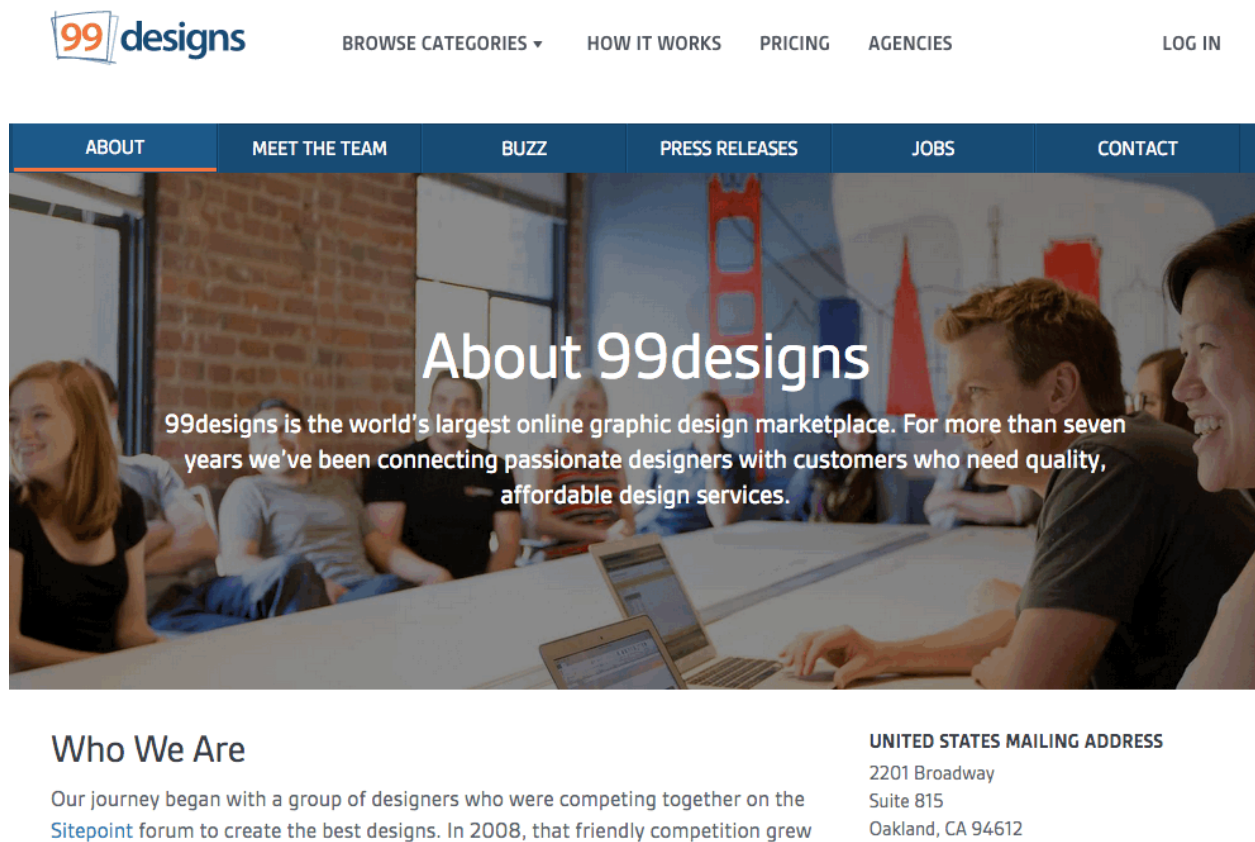 99designs
BROWSE CATEGORIES ▾ HOW IT WORKS PRICING AGENCIES LOG IN
ABOUT MEET THE TEAM BUZZ PRESS RELEASES JOBS CONTACT
About 99designs
99designs is the world's largest online graphic design marketplace. For more than seven
years we've been connecting passionate designers with customers who need quality,
affordable design services.
Who We Are
Our journey began with a group of designers who were competing together on the
Sitepoint forum to create the best designs. In 2008, that friendly competition grew
UNITED STATES MAILING ADDRESS
2201 Broadway
Suite 815
Oakland, CA 94612